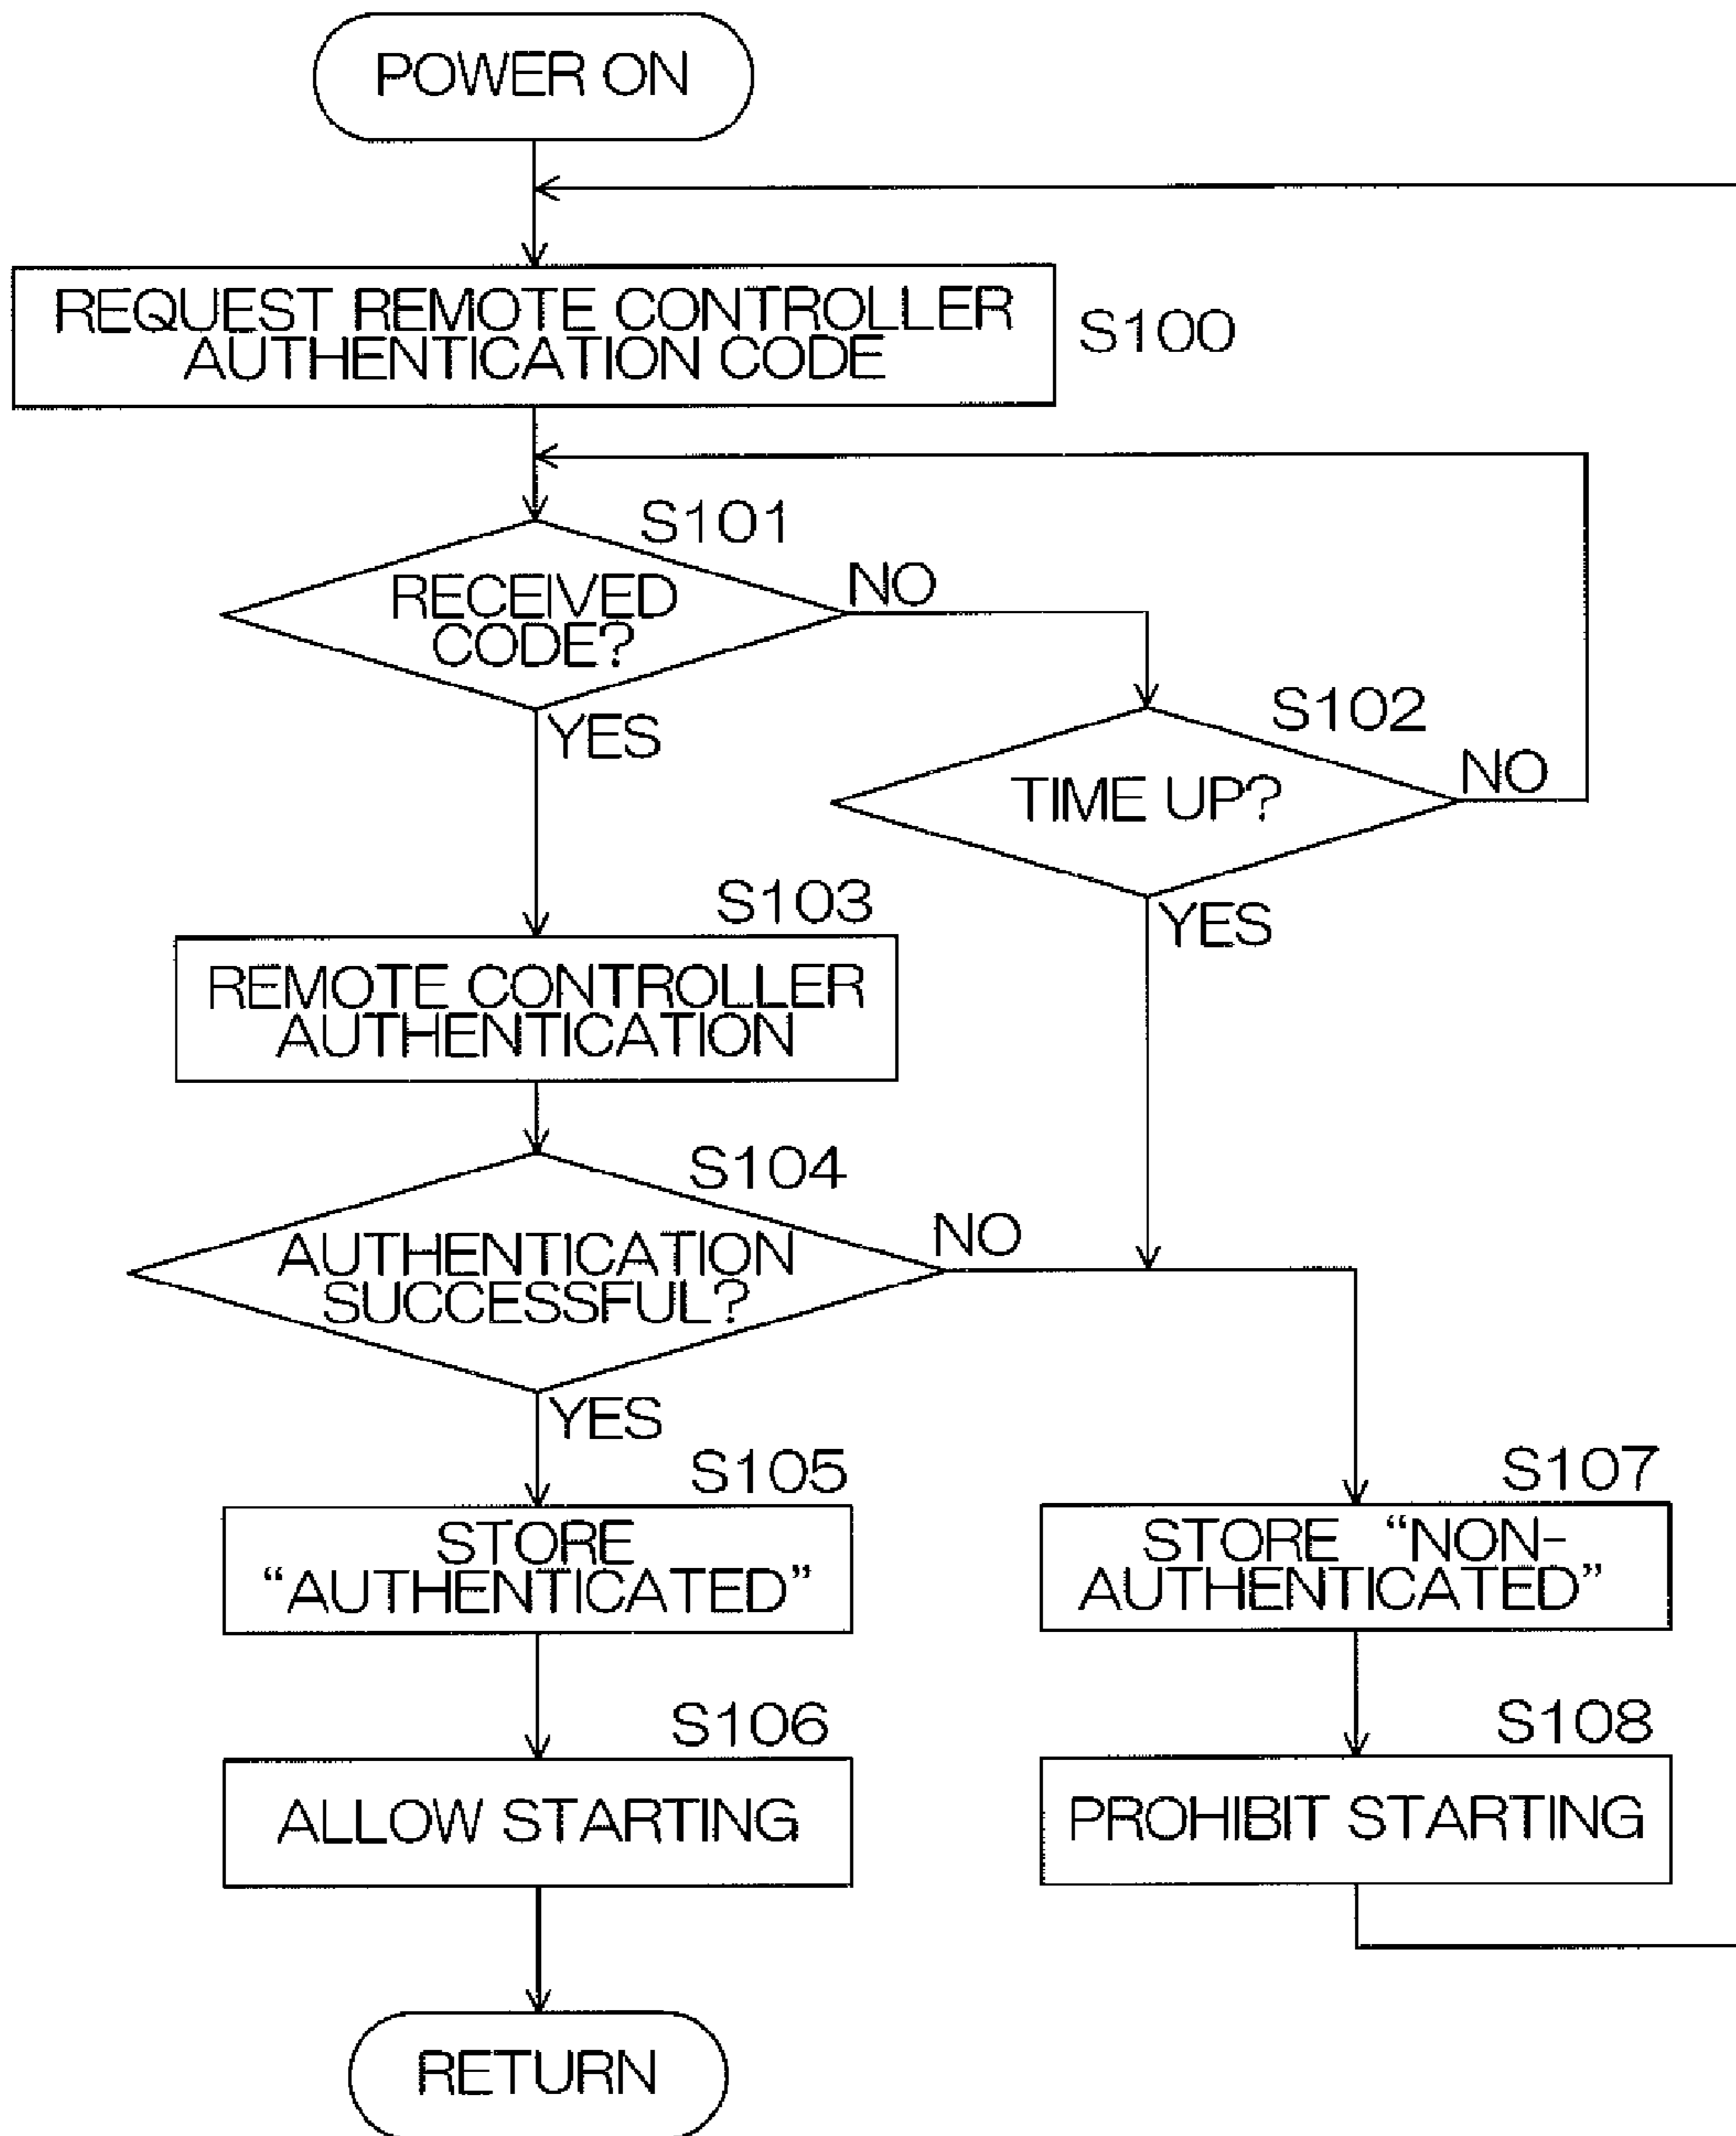 POWER ON
REQUEST REMOTE CONTROLLER
AUTHENTICATION CODE
S100
S101
RECEIVED
CODE?
NO
YES
S102
TIME UP?
NO
YES
S103
REMOTE CONTROLLER
AUTHENTICATION
S104
AUTHENTICATION
SUCCESSFUL?
NO
YES
S105
STORE
“AUTHENTICATED”
S107
STORE “NON-
AUTHENTICATED”
S106
ALLOW STARTING
S108
PROHIBIT STARTING
RETURN